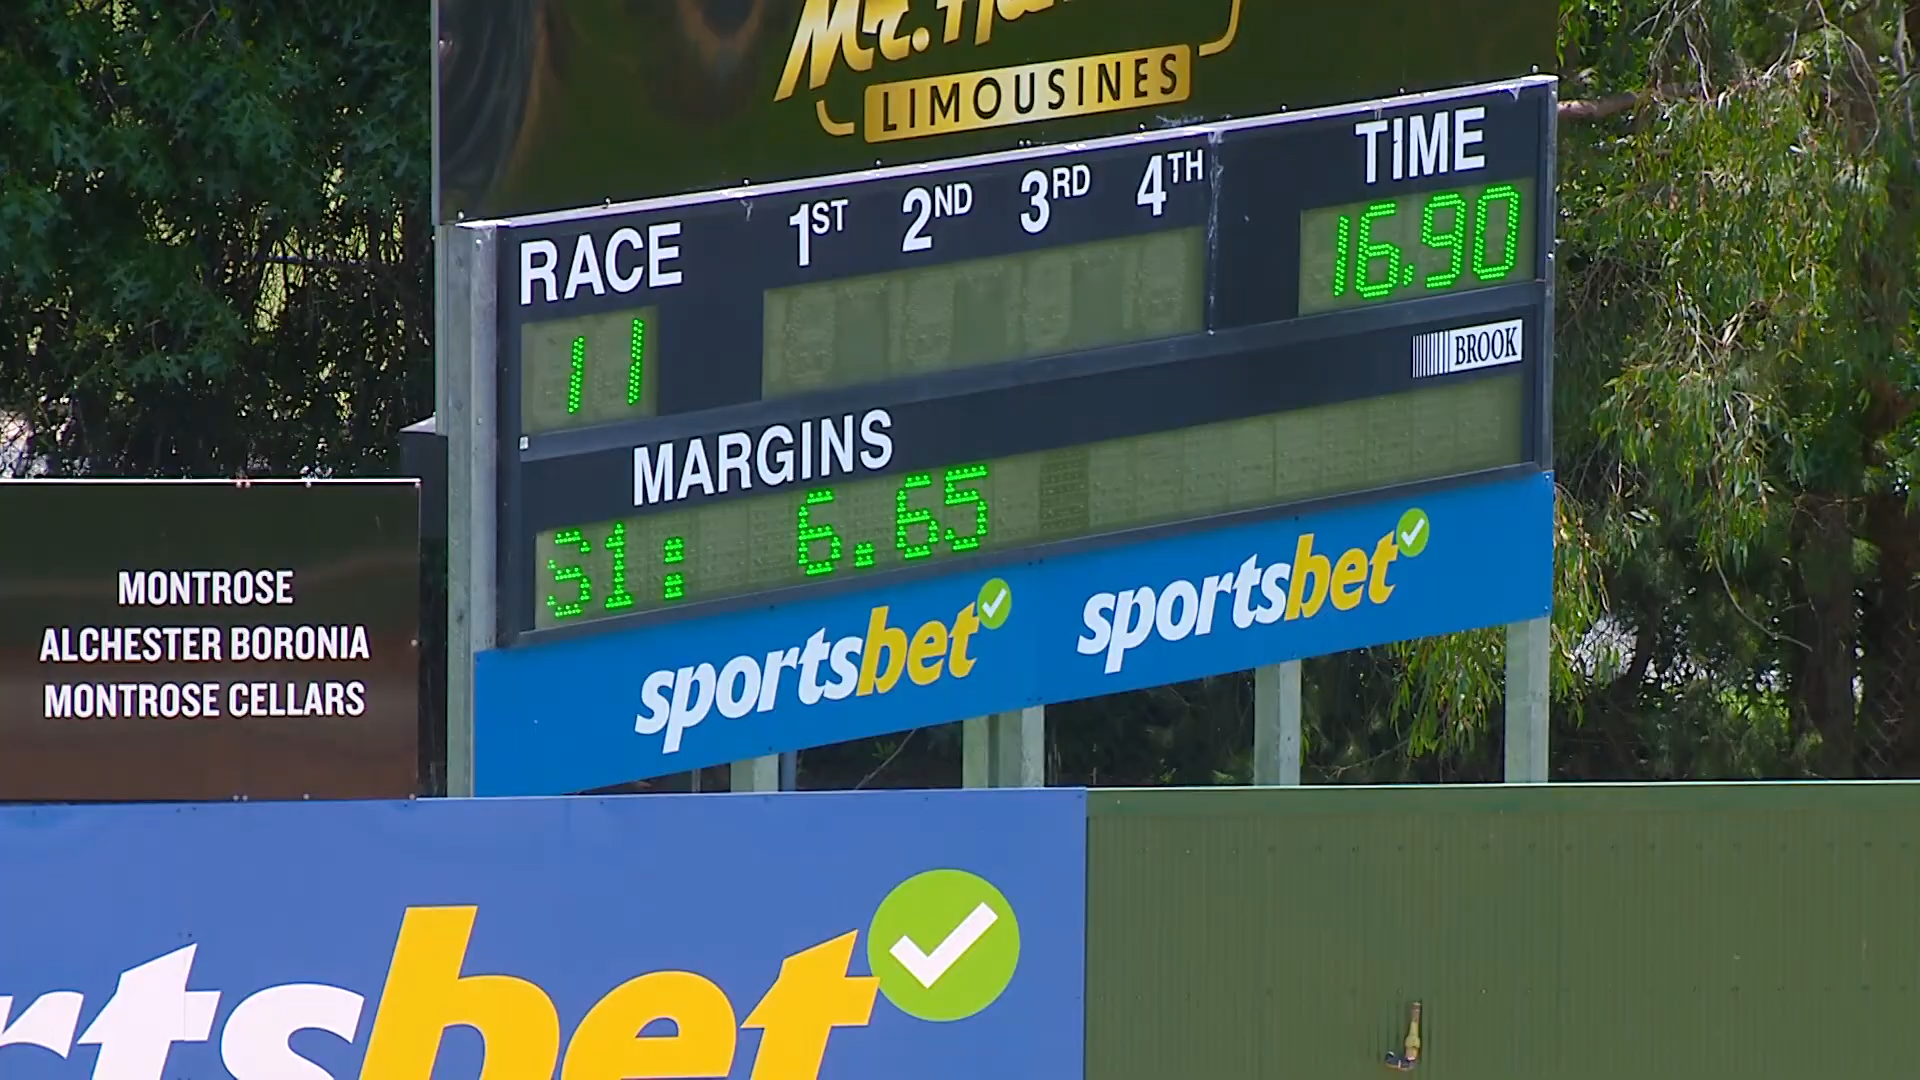 Mr.
LIMOUSINES
RACE 1ST 2ND 3RD 4TH TIME
11 16.90
BROOK
MARGINS
S1: 6.65
sportsbet sportsbet
MONTROSE
ALCHESTER BORONIA
MONTROSE CELLARS
rtsbet